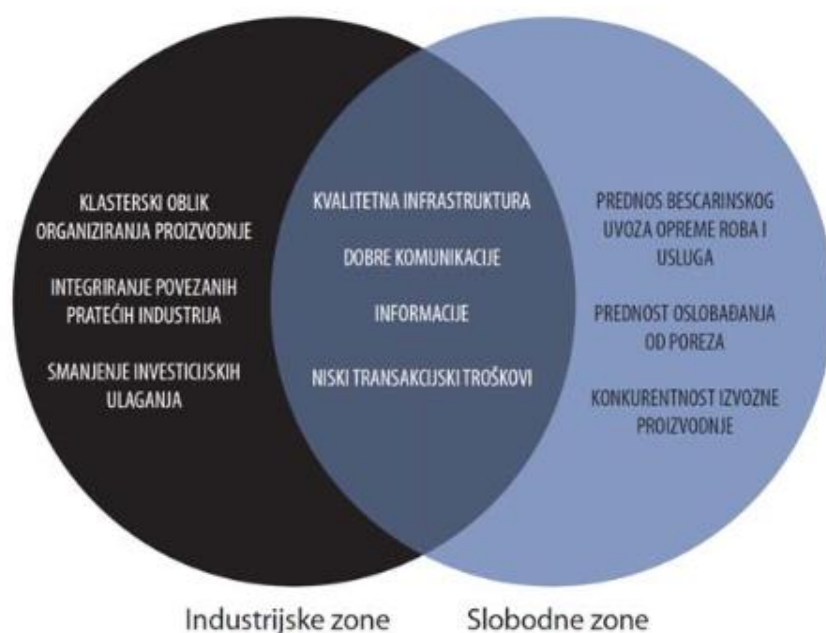 KLASTERSKI OBLIK
ORGANIZIRANJA PROIZVODNJE
INTEGRIRANJE POVEZANIH
PRATEĆIH INDUSTRIJA
SMANJENJE INVESTICIJSKIH
ULAGANJA
KVALITETNA INFRASTRUKTURA
DOBRE KOMUNIKACIJE
INFORMACIJE
NISKI TRANSAKCIJSKI TROŠKOVI
PREDNOS BESCARINSKOG
UVOZA OPREME ROBA I
USLUGA
PREDNOST OSLOBAĐANJA
OD POREZA
KONKURENTNOST IZVOZNE
PROIZVODNJE
Industrijske zone
Slobodne zone